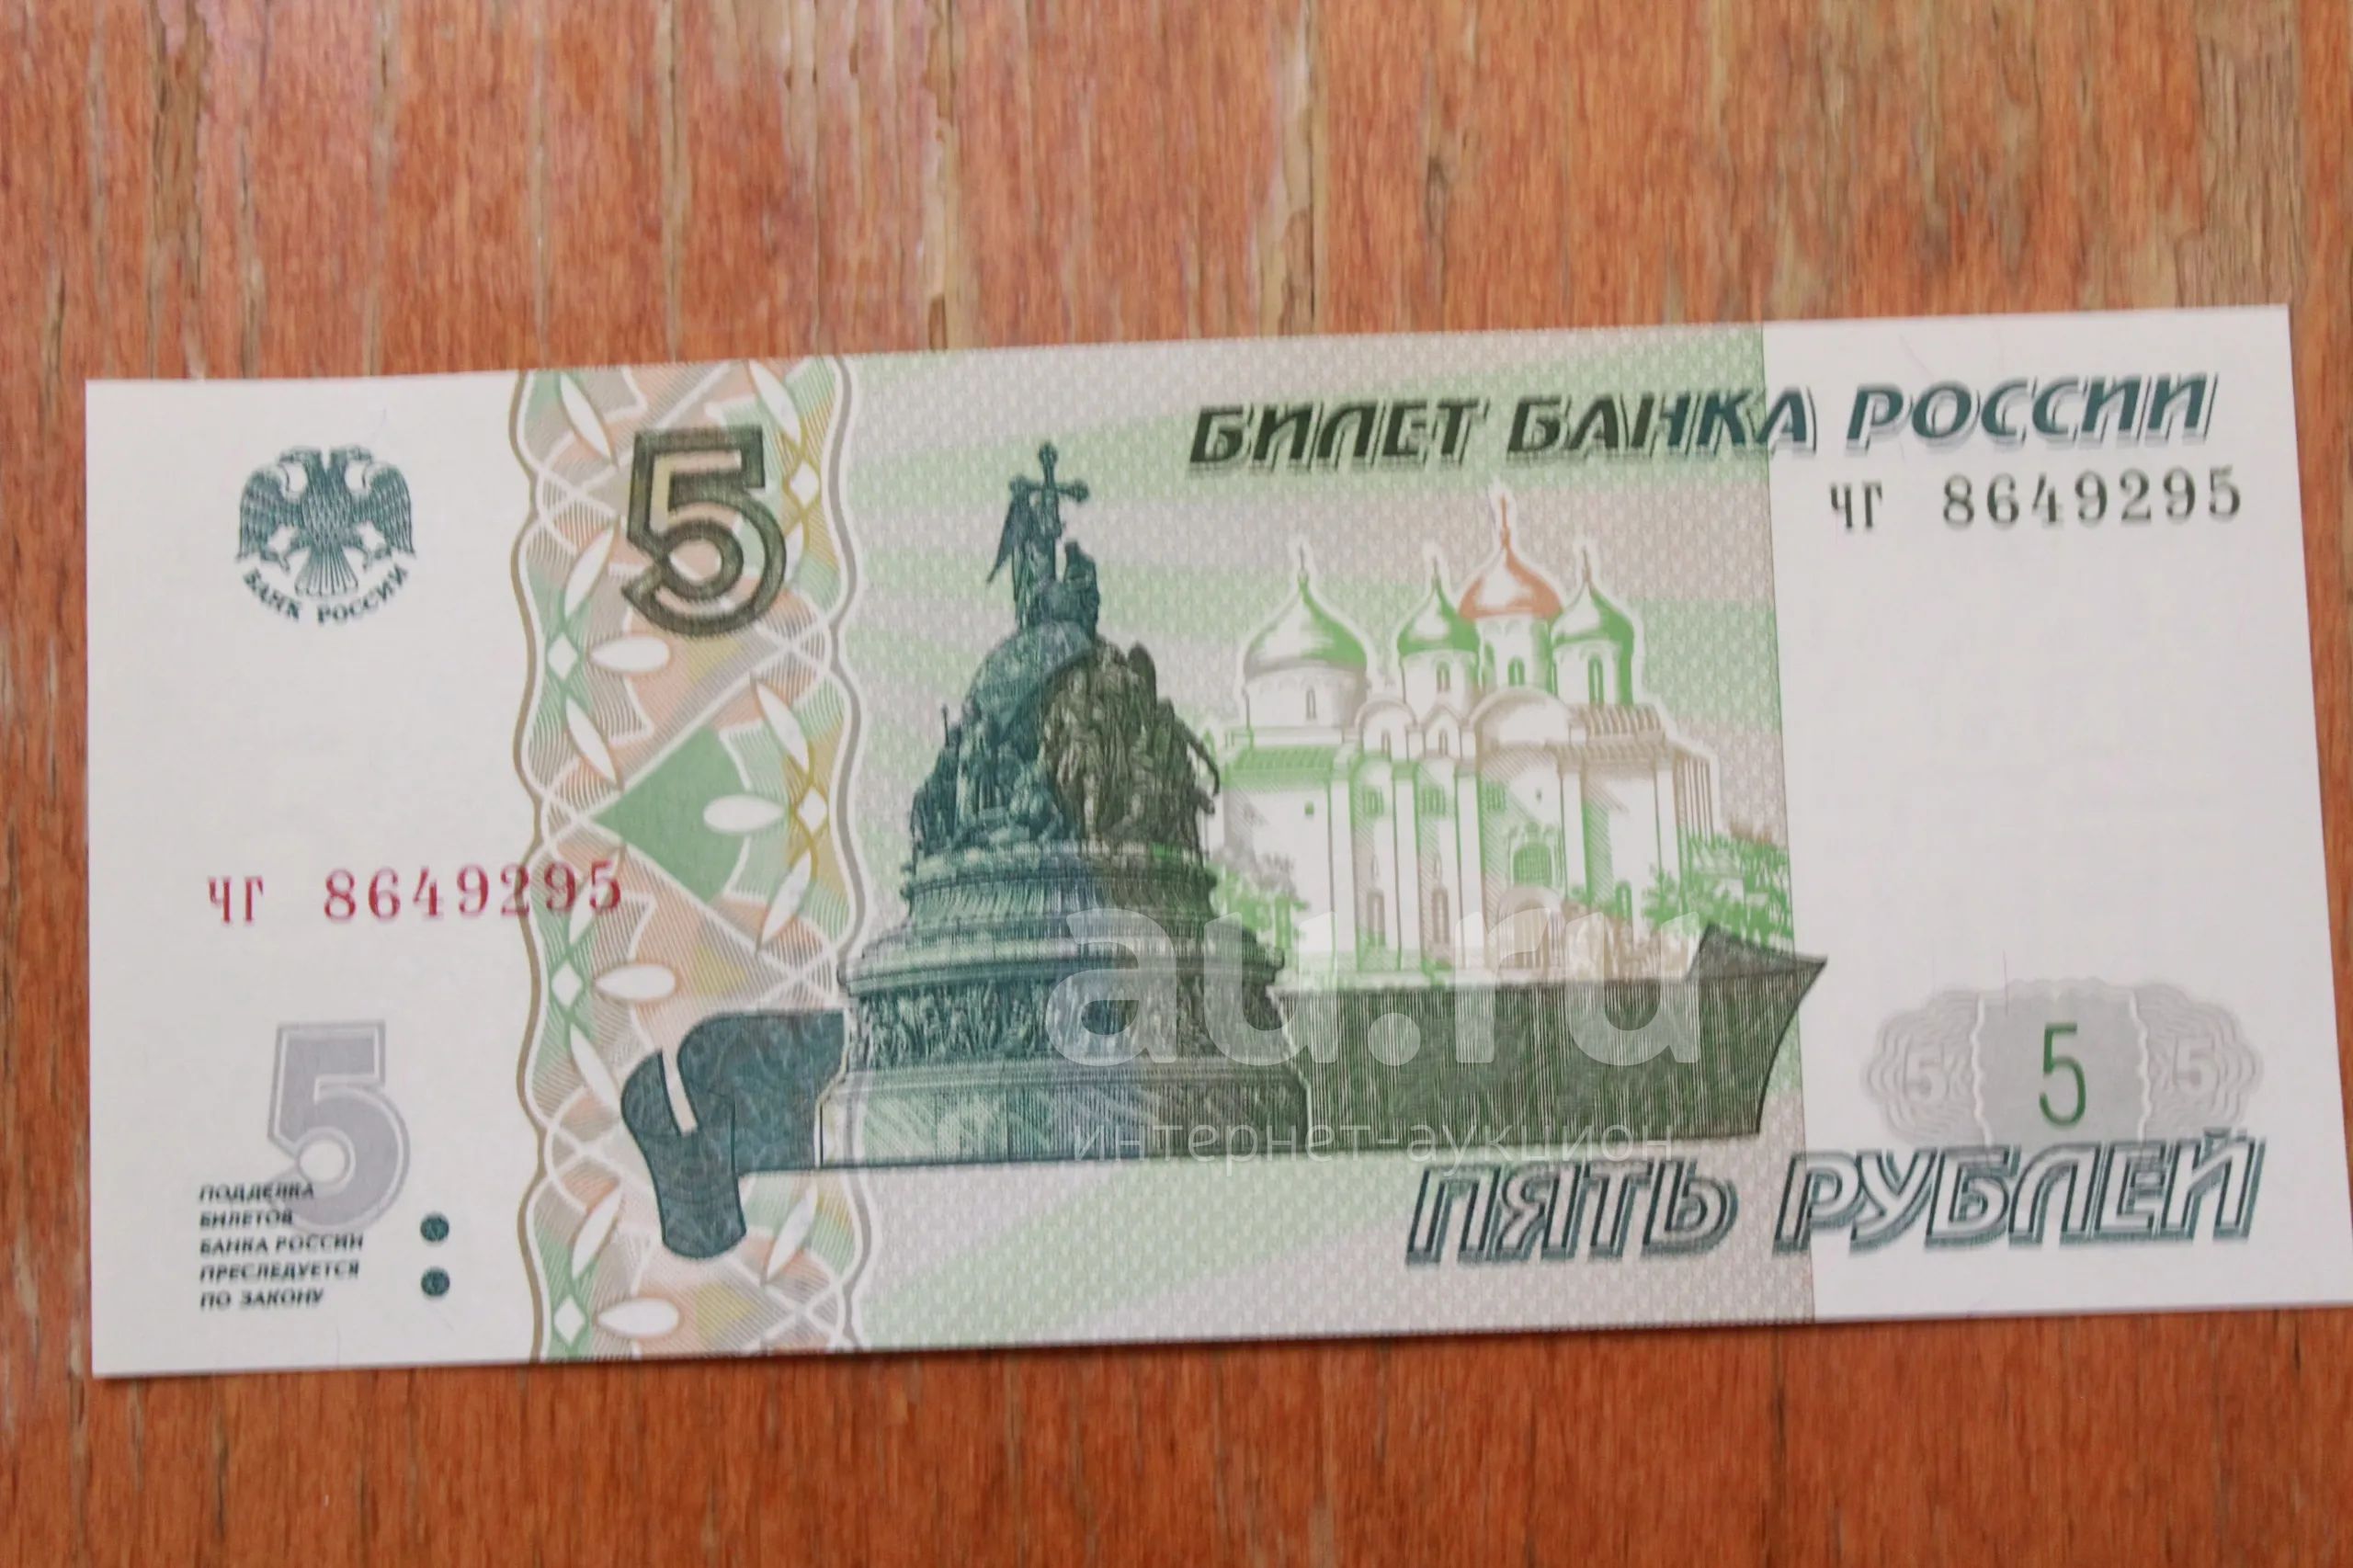 БИЛЕТ БАНКА РОССИИ
5
чг 8649295
БАНК РОССИИ
чг 8649295
au.ru
интернет-аукцион
5
5 5 5
ПЯТЬ РУБЛЕЙ
ПОДДЕЛКА
БИЛЕТОВ
БАНКА РОССИИ
ПРЕСЛЕДУЕТСЯ
ПО ЗАКОНУ